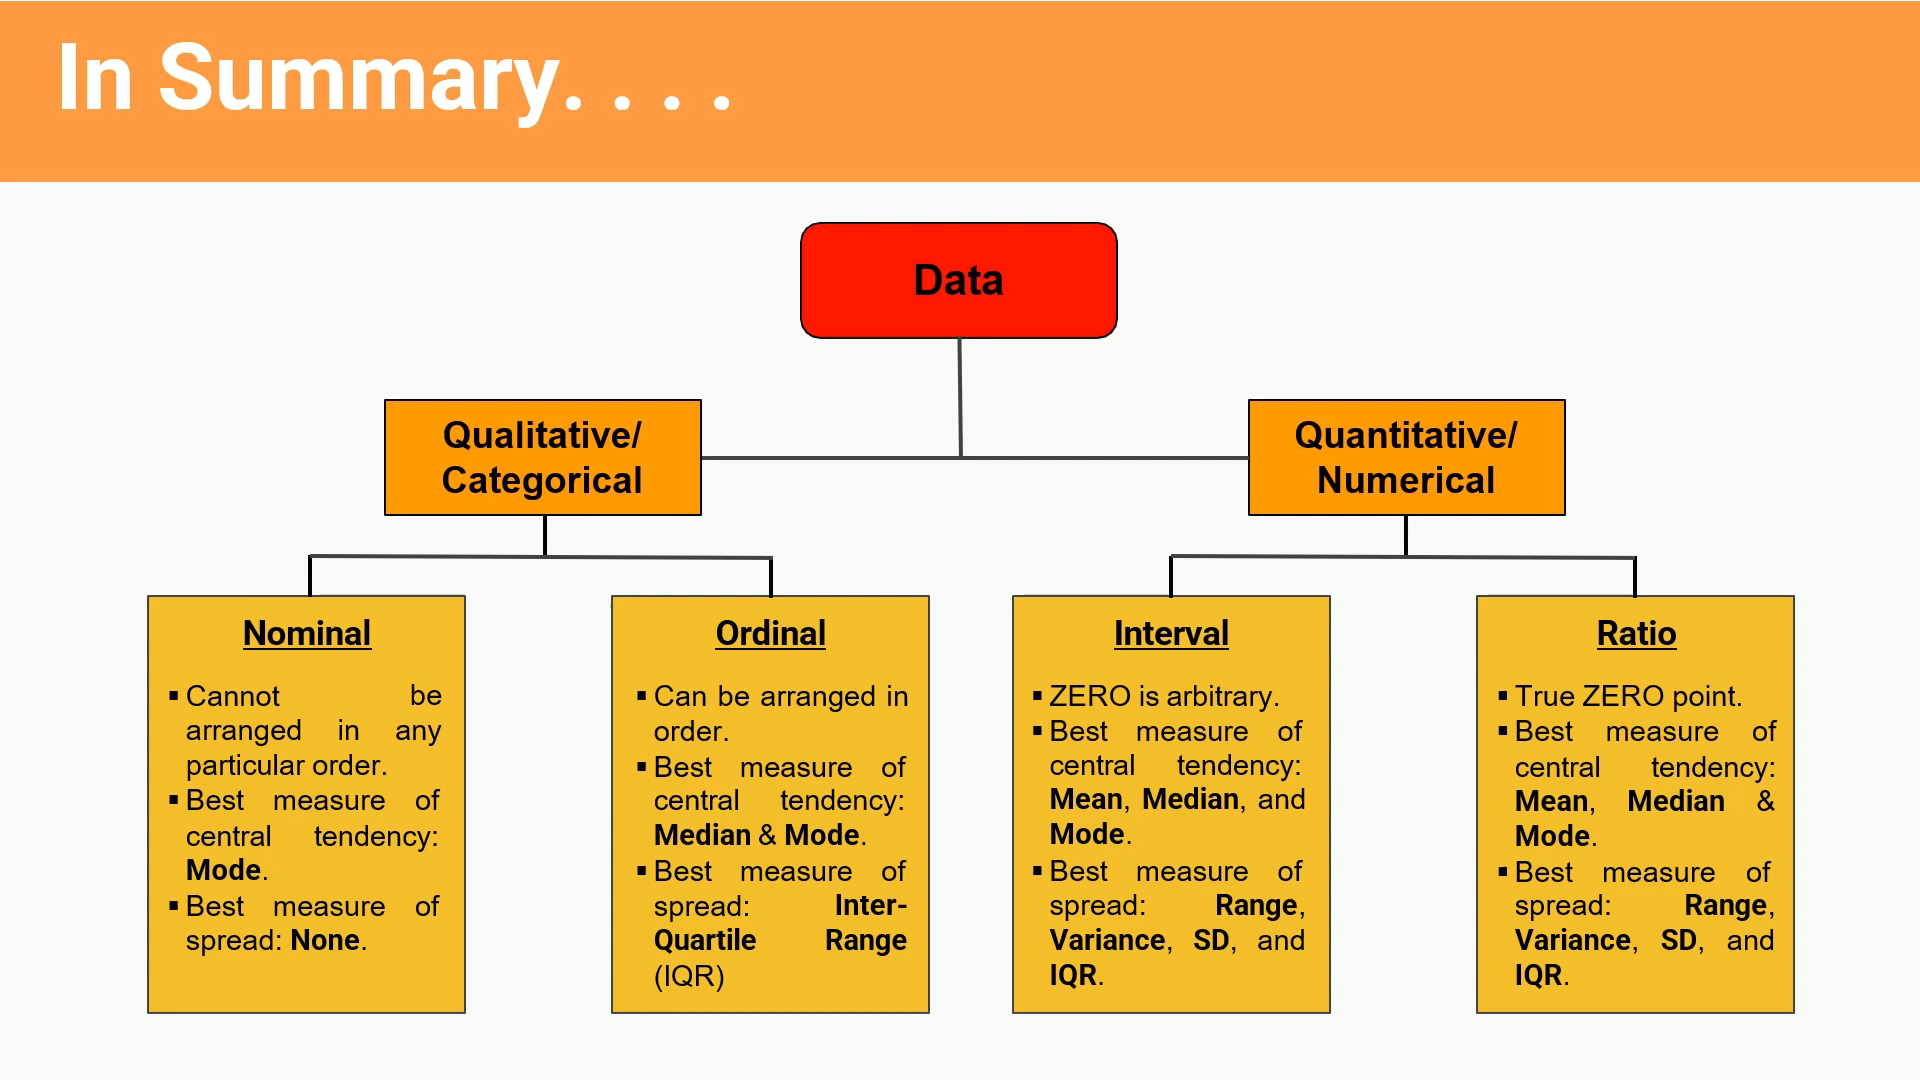 In Summary. . . .
Data
Qualitative/
Categorical
Quantitative/
Numerical
Nominal
▪ Cannot be
arranged in any
particular order.
▪ Best measure of
central tendency:
Mode.
▪ Best measure of
spread: None.
Ordinal
▪ Can be arranged in
order.
▪ Best measure of
central tendency:
Median & Mode.
▪ Best measure of
spread: Inter-
Quartile Range
(IQR)
Interval
▪ ZERO is arbitrary.
▪ Best measure of
central tendency:
Mean, Median, and
Mode.
▪ Best measure of
spread: Range,
Variance, SD, and
IQR.
Ratio
▪ True ZERO point.
▪ Best measure of
central tendency:
Mean, Median &
Mode.
▪ Best measure of
spread: Range,
Variance, SD, and
IQR.